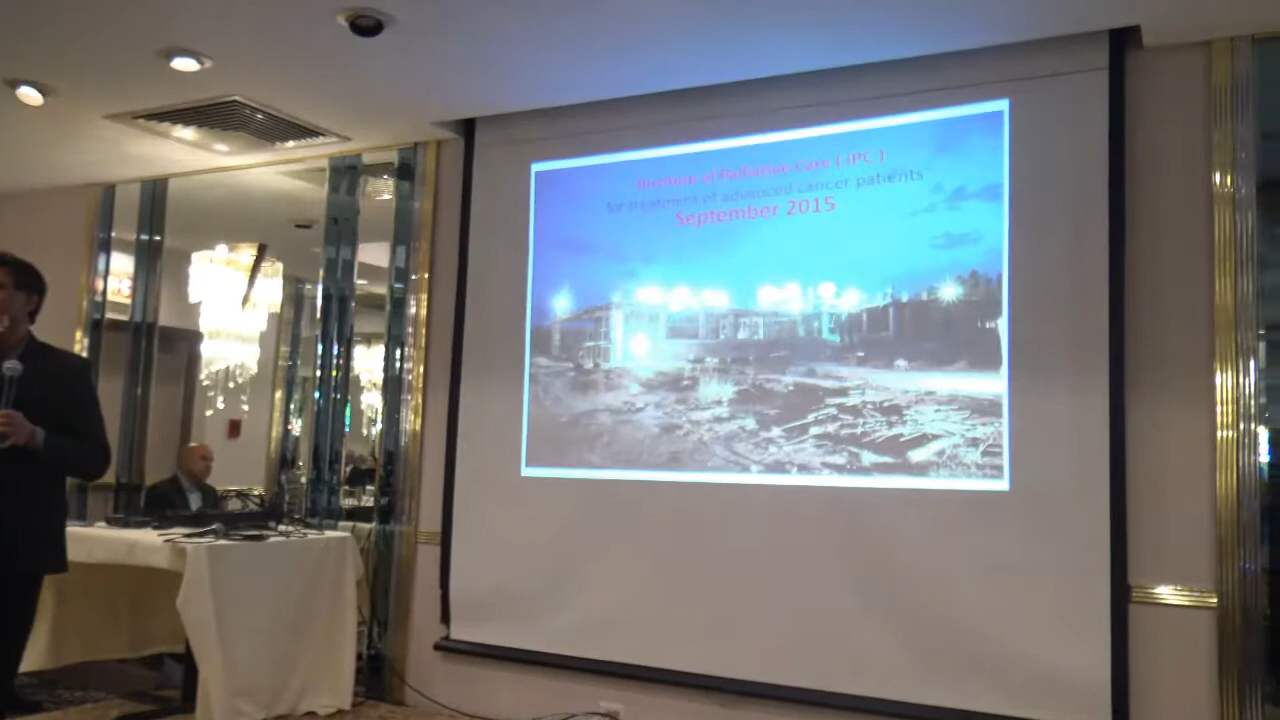 Institute of Palliative Care ( IPC )
for treatment of advanced cancer patients
September 2015